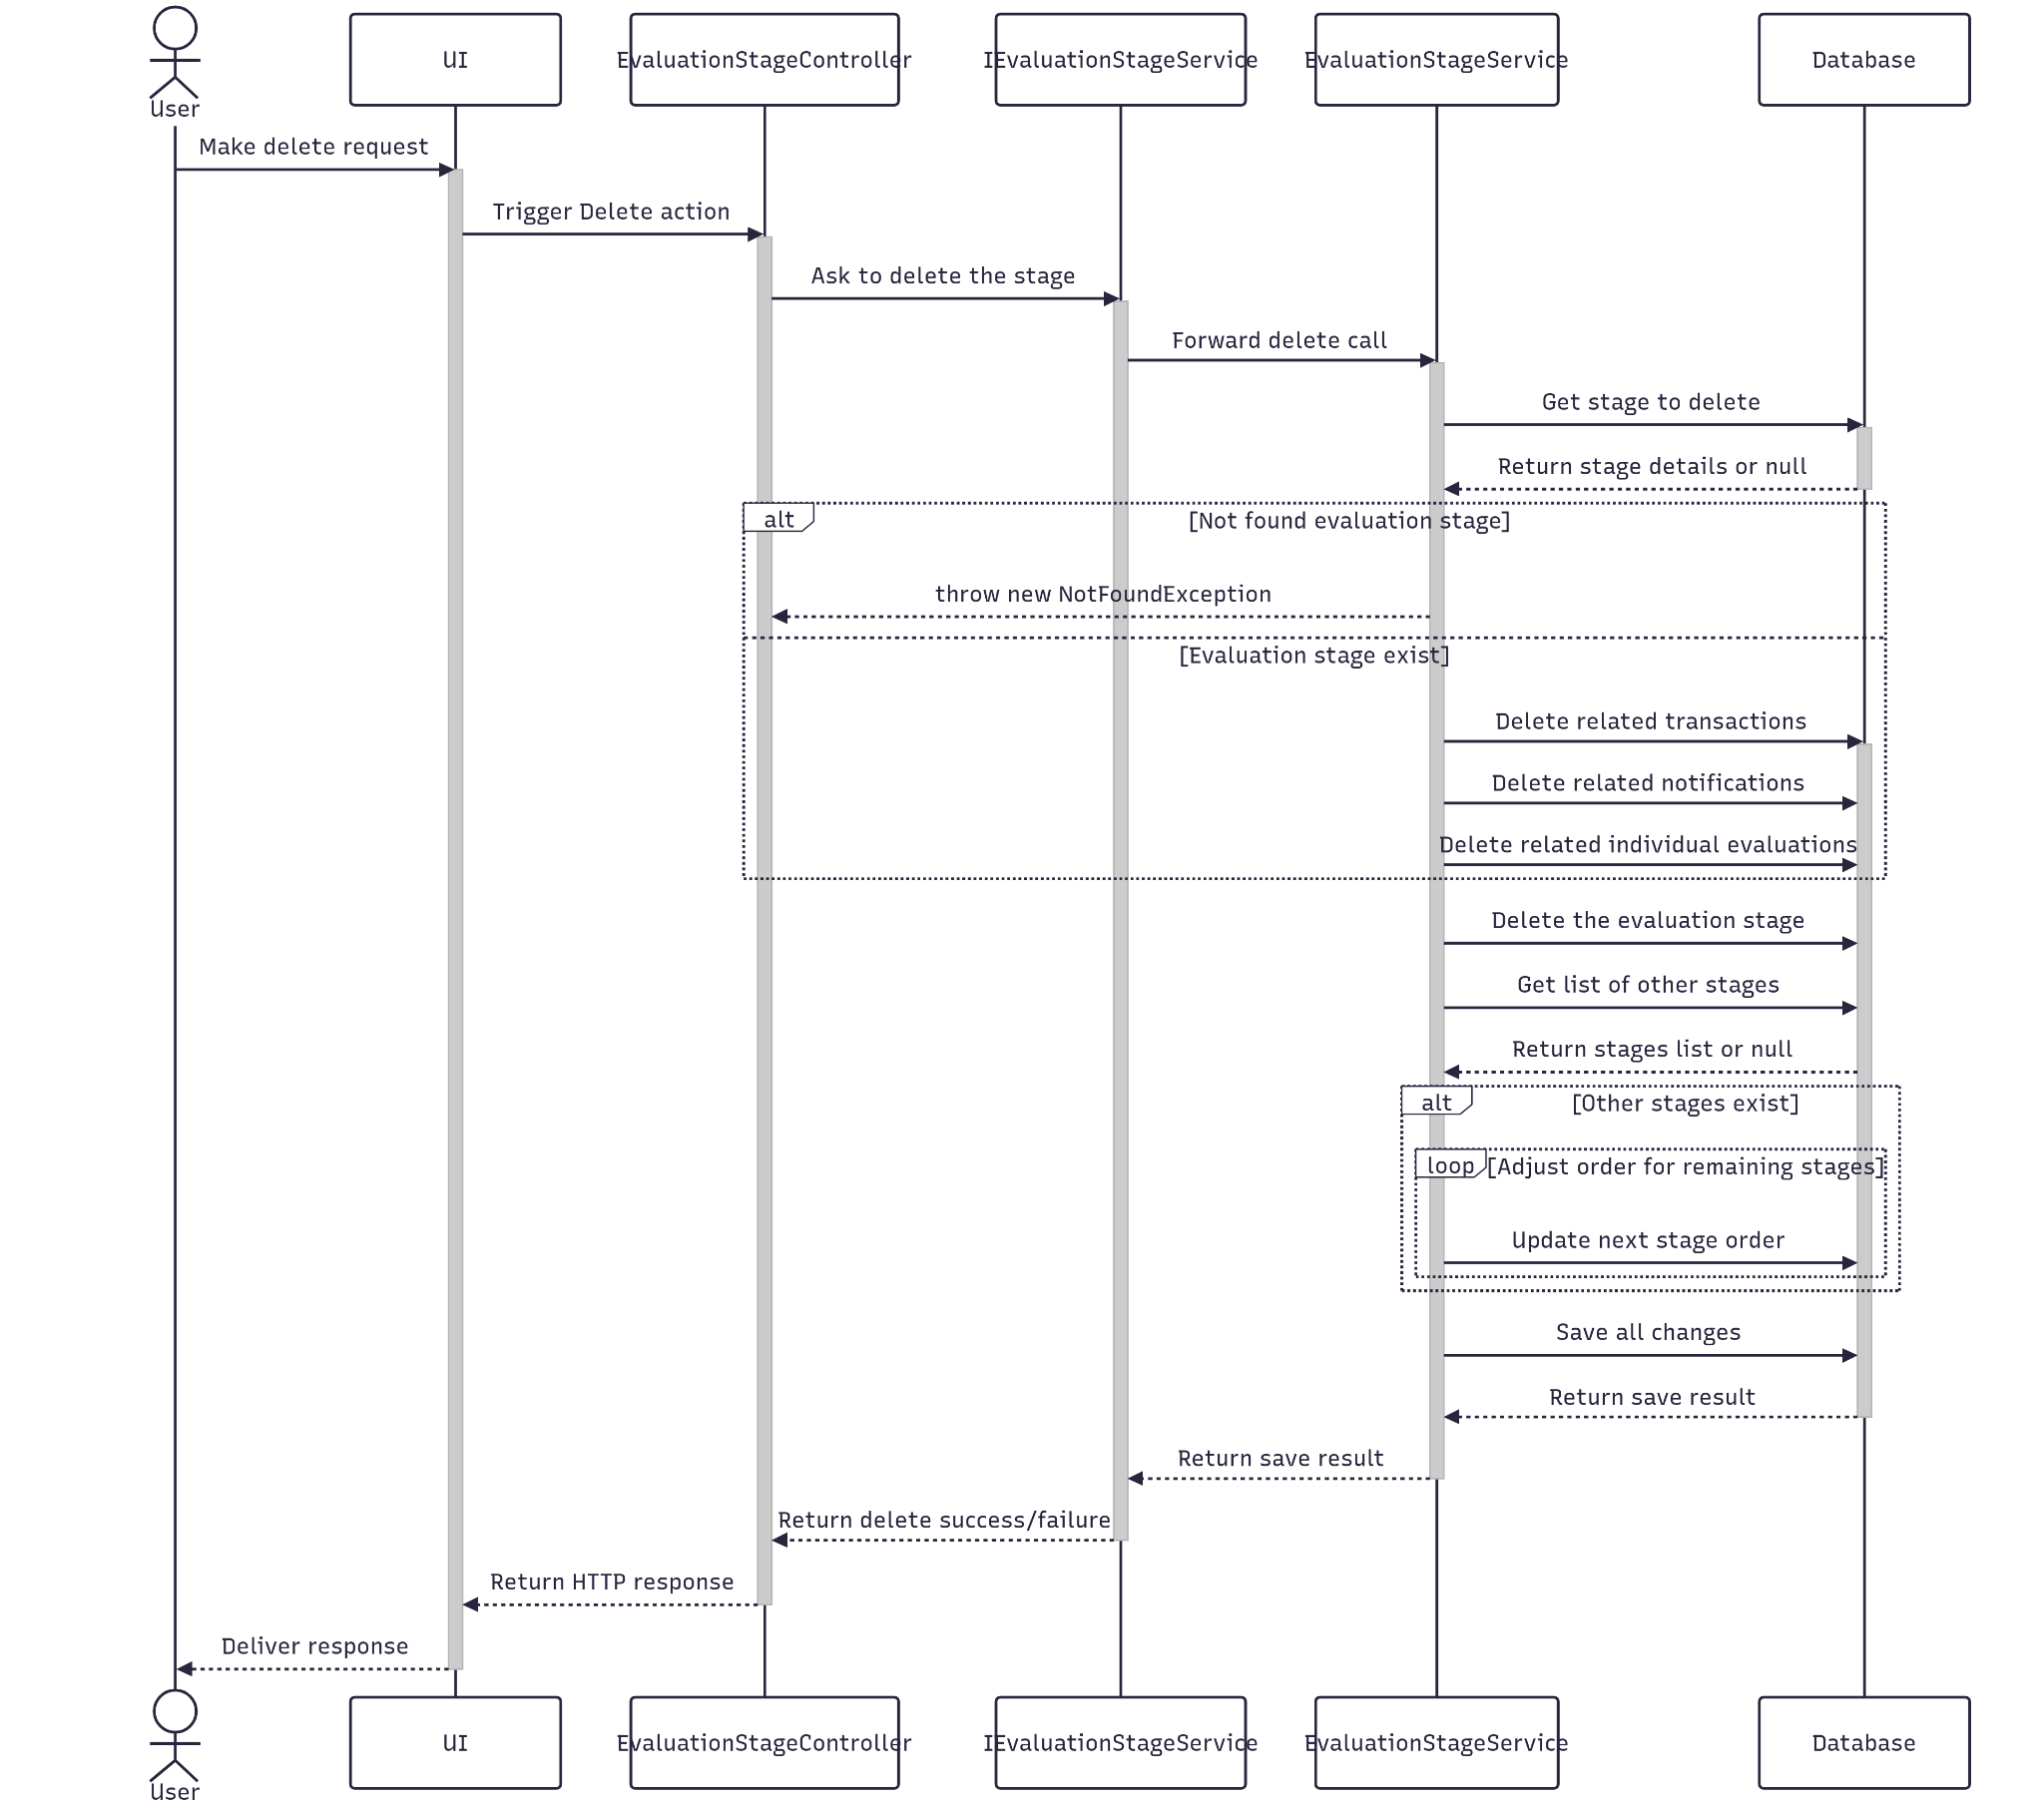 User
UI
EvaluationStageController
IEvaluationStageService
EvaluationStageService
Database
Make delete request
Trigger Delete action
Ask to delete the stage
Forward delete call
Get stage to delete
Return stage details or null
alt
[Not found evaluation stage]
throw new NotFoundException
[Evaluation stage exist]
Delete related transactions
Delete related notifications
Delete related individual evaluations
Delete the evaluation stage
Get list of other stages
Return stages list or null
alt
[Other stages exist]
loop
[Adjust order for remaining stages]
Update next stage order
Save all changes
Return save result
Return save result
Return delete success/failure
Return HTTP response
Deliver response
User
UI
EvaluationStageController
IEvaluationStageService
EvaluationStageService
Database